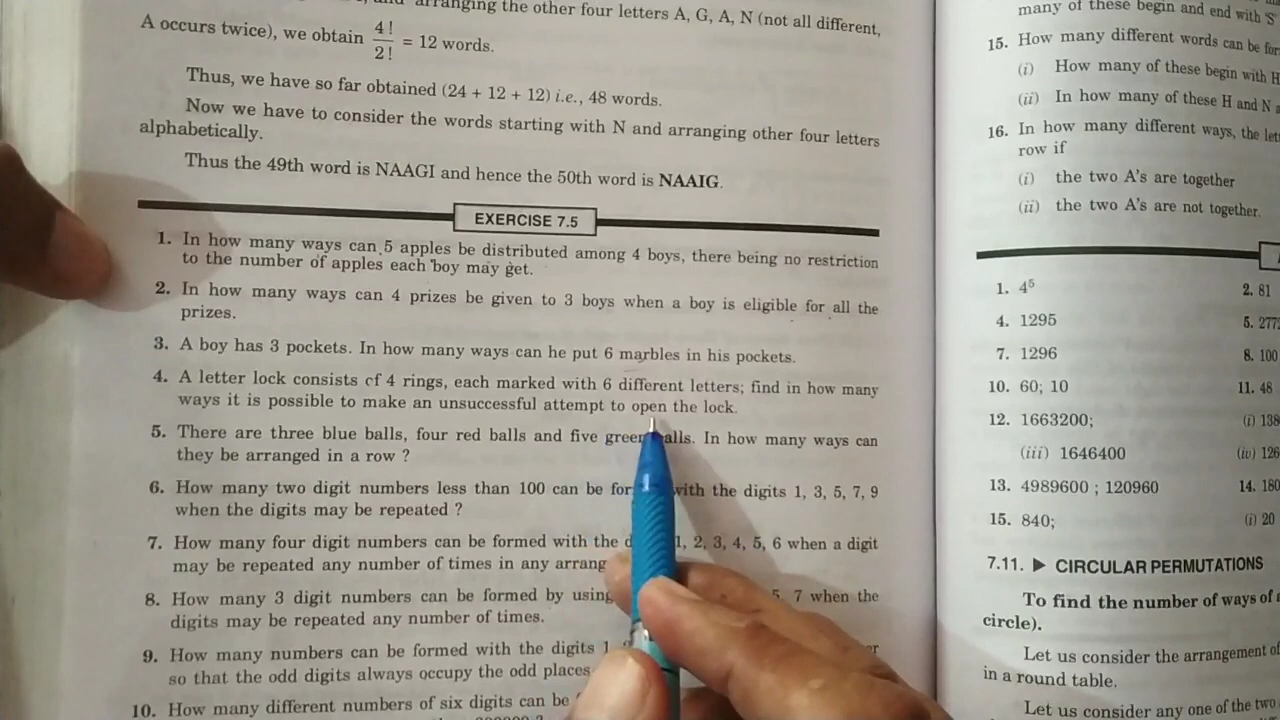 arranging the other four letters A, G, A, N (not all different,
A occurs twice), we obtain 4! / 2! = 12 words.
Thus, we have so far obtained (24 + 12 + 12) i.e., 48 words.
Now we have to consider the words starting with N and arranging other four letters
alphabetically.
Thus the 49th word is NAAGI and hence the 50th word is NAAIG.
EXERCISE 7.5
1. In how many ways can 5 apples be distributed among 4 boys, there being no restriction
to the number of apples each boy may get.
2. In how many ways can 4 prizes be given to 3 boys when a boy is eligible for all the
prizes.
3. A boy has 3 pockets. In how many ways can he put 6 marbles in his pockets.
4. A letter lock consists of 4 rings, each marked with 6 different letters; find in how many
ways it is possible to make an unsuccessful attempt to open the lock.
5. There are three blue balls, four red balls and five green balls. In how many ways can
they be arranged in a row ?
6. How many two digit numbers less than 100 can be with the digits 1, 3, 5, 7, 9
when the digits may be repeated ?
7. How many four digit numbers can be formed with the 1, 2, 3, 4, 5, 6 when a digit
may be repeated any number of times in any
8. How many 3 digit numbers can be formed by using 5, 7 when the
digits may be repeated any number of times.
9. How many numbers can be formed with the digits 1
so that the odd digits always occupy the odd places
10. How many different numbers of six digits can be
many of these begin and end with 'S'
15. How many different words can be
(i) How many of these begin with H
(ii) In how many of these H and N
16. In how many different ways, the
row if
(i) the two A's are together
(ii) the two A's are not together.
1. 4⁵ 2. 81
4. 1295 5.
7. 1296 8. 100
10. 60; 10 11. 48
12. 1663200; (i)
(iii) 1646400 (iv)
13. 4989600 ; 120960 14. 180
15. 840; (i) 20
7.11. ▶ CIRCULAR PERMUTATIONS
To find the number of ways of
circle).
Let us consider the arrangement of
in a round table.
Let us consider any one of the two